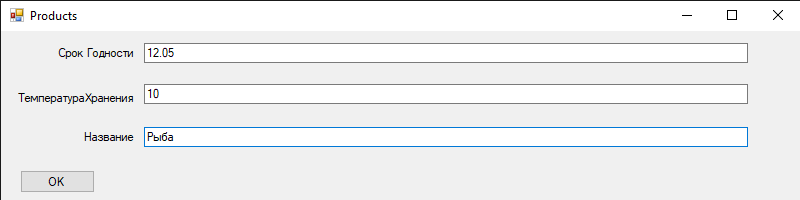 Products
Срок Годности 12.05
ТемператураХранения 10
Название Рыба
OK